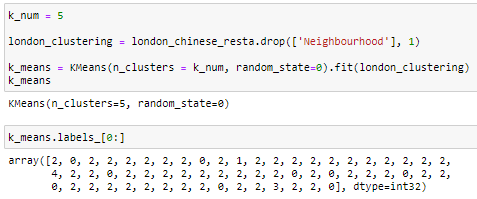 k_num = 5
london_clustering = london_chinese_resta.drop(['Neighbourhood'], 1)
k_means = KMeans(n_clusters = k_num, random_state=0).fit(london_clustering)
k_means
KMeans(n_clusters=5, random_state=0)
k_means.labels_[0:]
array([2, 0, 2, 2, 2, 2, 2, 2, 0, 2, 1, 2, 2, 2, 2, 2, 2, 2, 2, 2, 2, 2,
4, 2, 2, 0, 2, 2, 2, 2, 2, 2, 2, 2, 2, 0, 2, 0, 2, 2, 0, 2, 2,
0, 2, 2, 2, 2, 2, 2, 2, 0, 2, 2, 3, 2, 2, 0], dtype=int32)